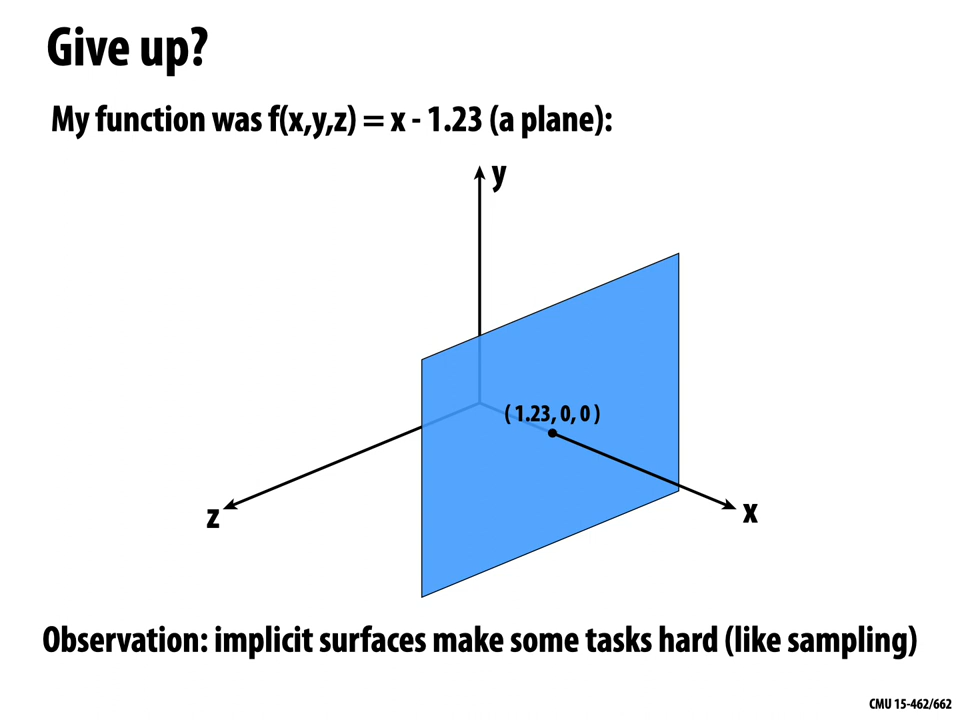 Give up?
My function was f(x,y,z) = x - 1.23 (a plane):
y
( 1.23, 0, 0 )
z
x
Observation: implicit surfaces make some tasks hard (like sampling)
CMU 15-462/662